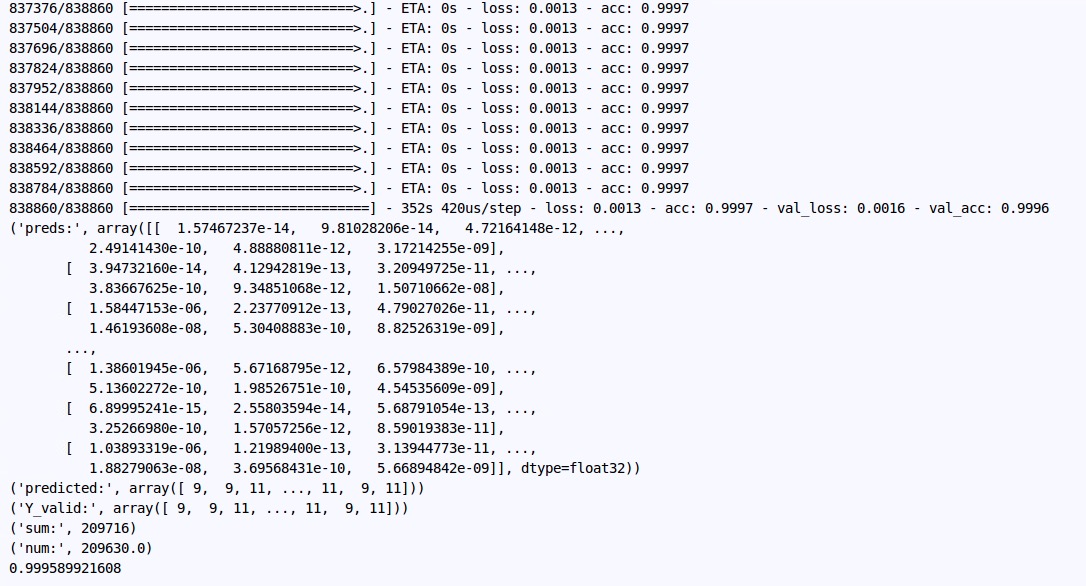 837376/838860 [============================>.] - ETA: 0s - loss: 0.0013 - acc: 0.9997
837504/838860 [============================>.] - ETA: 0s - loss: 0.0013 - acc: 0.9997
837696/838860 [============================>.] - ETA: 0s - loss: 0.0013 - acc: 0.9997
837824/838860 [============================>.] - ETA: 0s - loss: 0.0013 - acc: 0.9997
837952/838860 [============================>.] - ETA: 0s - loss: 0.0013 - acc: 0.9997
838144/838860 [============================>.] - ETA: 0s - loss: 0.0013 - acc: 0.9997
838336/838860 [============================>.] - ETA: 0s - loss: 0.0013 - acc: 0.9997
838464/838860 [============================>.] - ETA: 0s - loss: 0.0013 - acc: 0.9997
838592/838860 [============================>.] - ETA: 0s - loss: 0.0013 - acc: 0.9997
838784/838860 [============================>.] - ETA: 0s - loss: 0.0013 - acc: 0.9997
838860/838860 [==============================] - 352s 420us/step - loss: 0.0013 - acc: 0.9997 - val_loss: 0.0016 - val_acc: 0.9996
('preds:', array([[  1.57467237e-14,   9.81028206e-14,   4.72164148e-12, ...,
          2.49141430e-10,   4.88880811e-12,   3.17214255e-09],
       [  3.94732160e-14,   4.12942819e-13,   3.20949725e-11, ...,
          3.83667625e-10,   9.34851068e-12,   1.50710662e-08],
       [  1.58447153e-06,   2.23770912e-13,   4.79027026e-11, ...,
          1.46193608e-08,   5.30408883e-10,   8.82526319e-09],
       ...,
       [  1.38601945e-06,   5.67168795e-12,   6.57984389e-10, ...,
          5.13602272e-10,   1.98526751e-10,   4.54535609e-09],
       [  6.89995241e-15,   2.55803594e-14,   5.68791054e-13, ...,
          3.25266980e-10,   1.57057256e-12,   8.59019383e-11],
       [  1.03893319e-06,   1.21989400e-13,   3.13944773e-11, ...,
          1.88279063e-08,   3.69568431e-10,   5.66894842e-09]], dtype=float32))
('predicted:', array([ 9,  9, 11, ..., 11,  9, 11]))
('Y_valid:', array([ 9,  9, 11, ..., 11,  9, 11]))
('sum:', 209716)
('num:', 209630.0)
0.999589921608